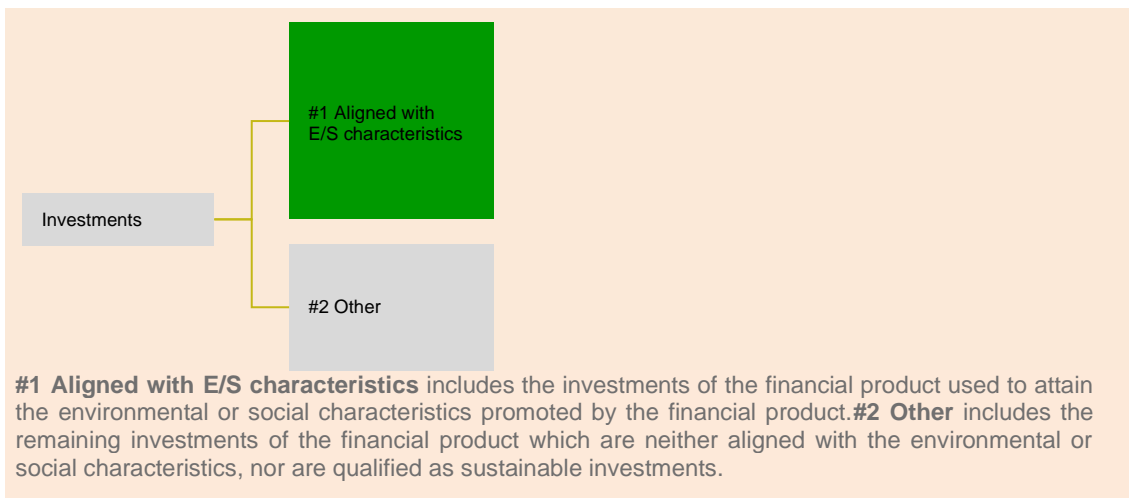 #1 Aligned with
E/S characteristics
Investments
#2 Other
#1 Aligned with E/S characteristics includes the investments of the financial product used to attain
the environmental or social characteristics promoted by the financial product.#2 Other includes the
remaining investments of the financial product which are neither aligned with the environmental or
social characteristics, nor are qualified as sustainable investments.